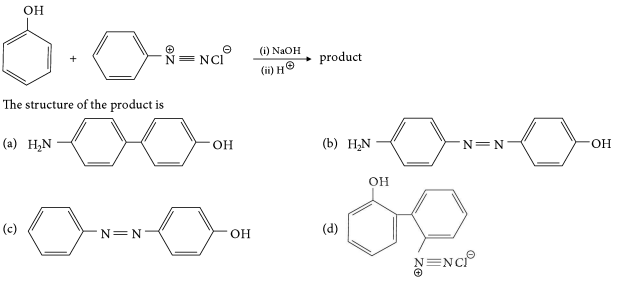 OH
+ N ≡ NCl⊖ (i) NaOH product
⊕ (ii) H⊕
The structure of the product is
(a) H₂N OH
(b) H₂N N=N OH
(c) N=N OH
(d) OH
N≡NCl⊖
⊕